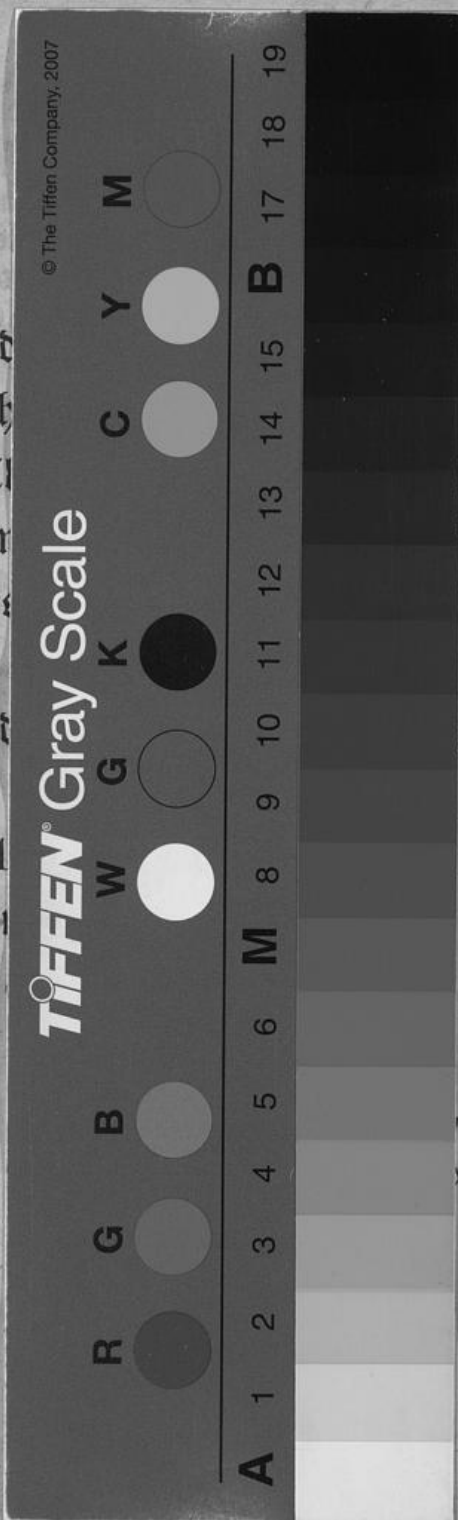 © The Tiffen Company, 2007
TIFFEN® Gray Scale
R G B W G K C Y M
A 1 2 3 4 5 6 M 8 9 10 11 12 13 14 15 B 17 18 19